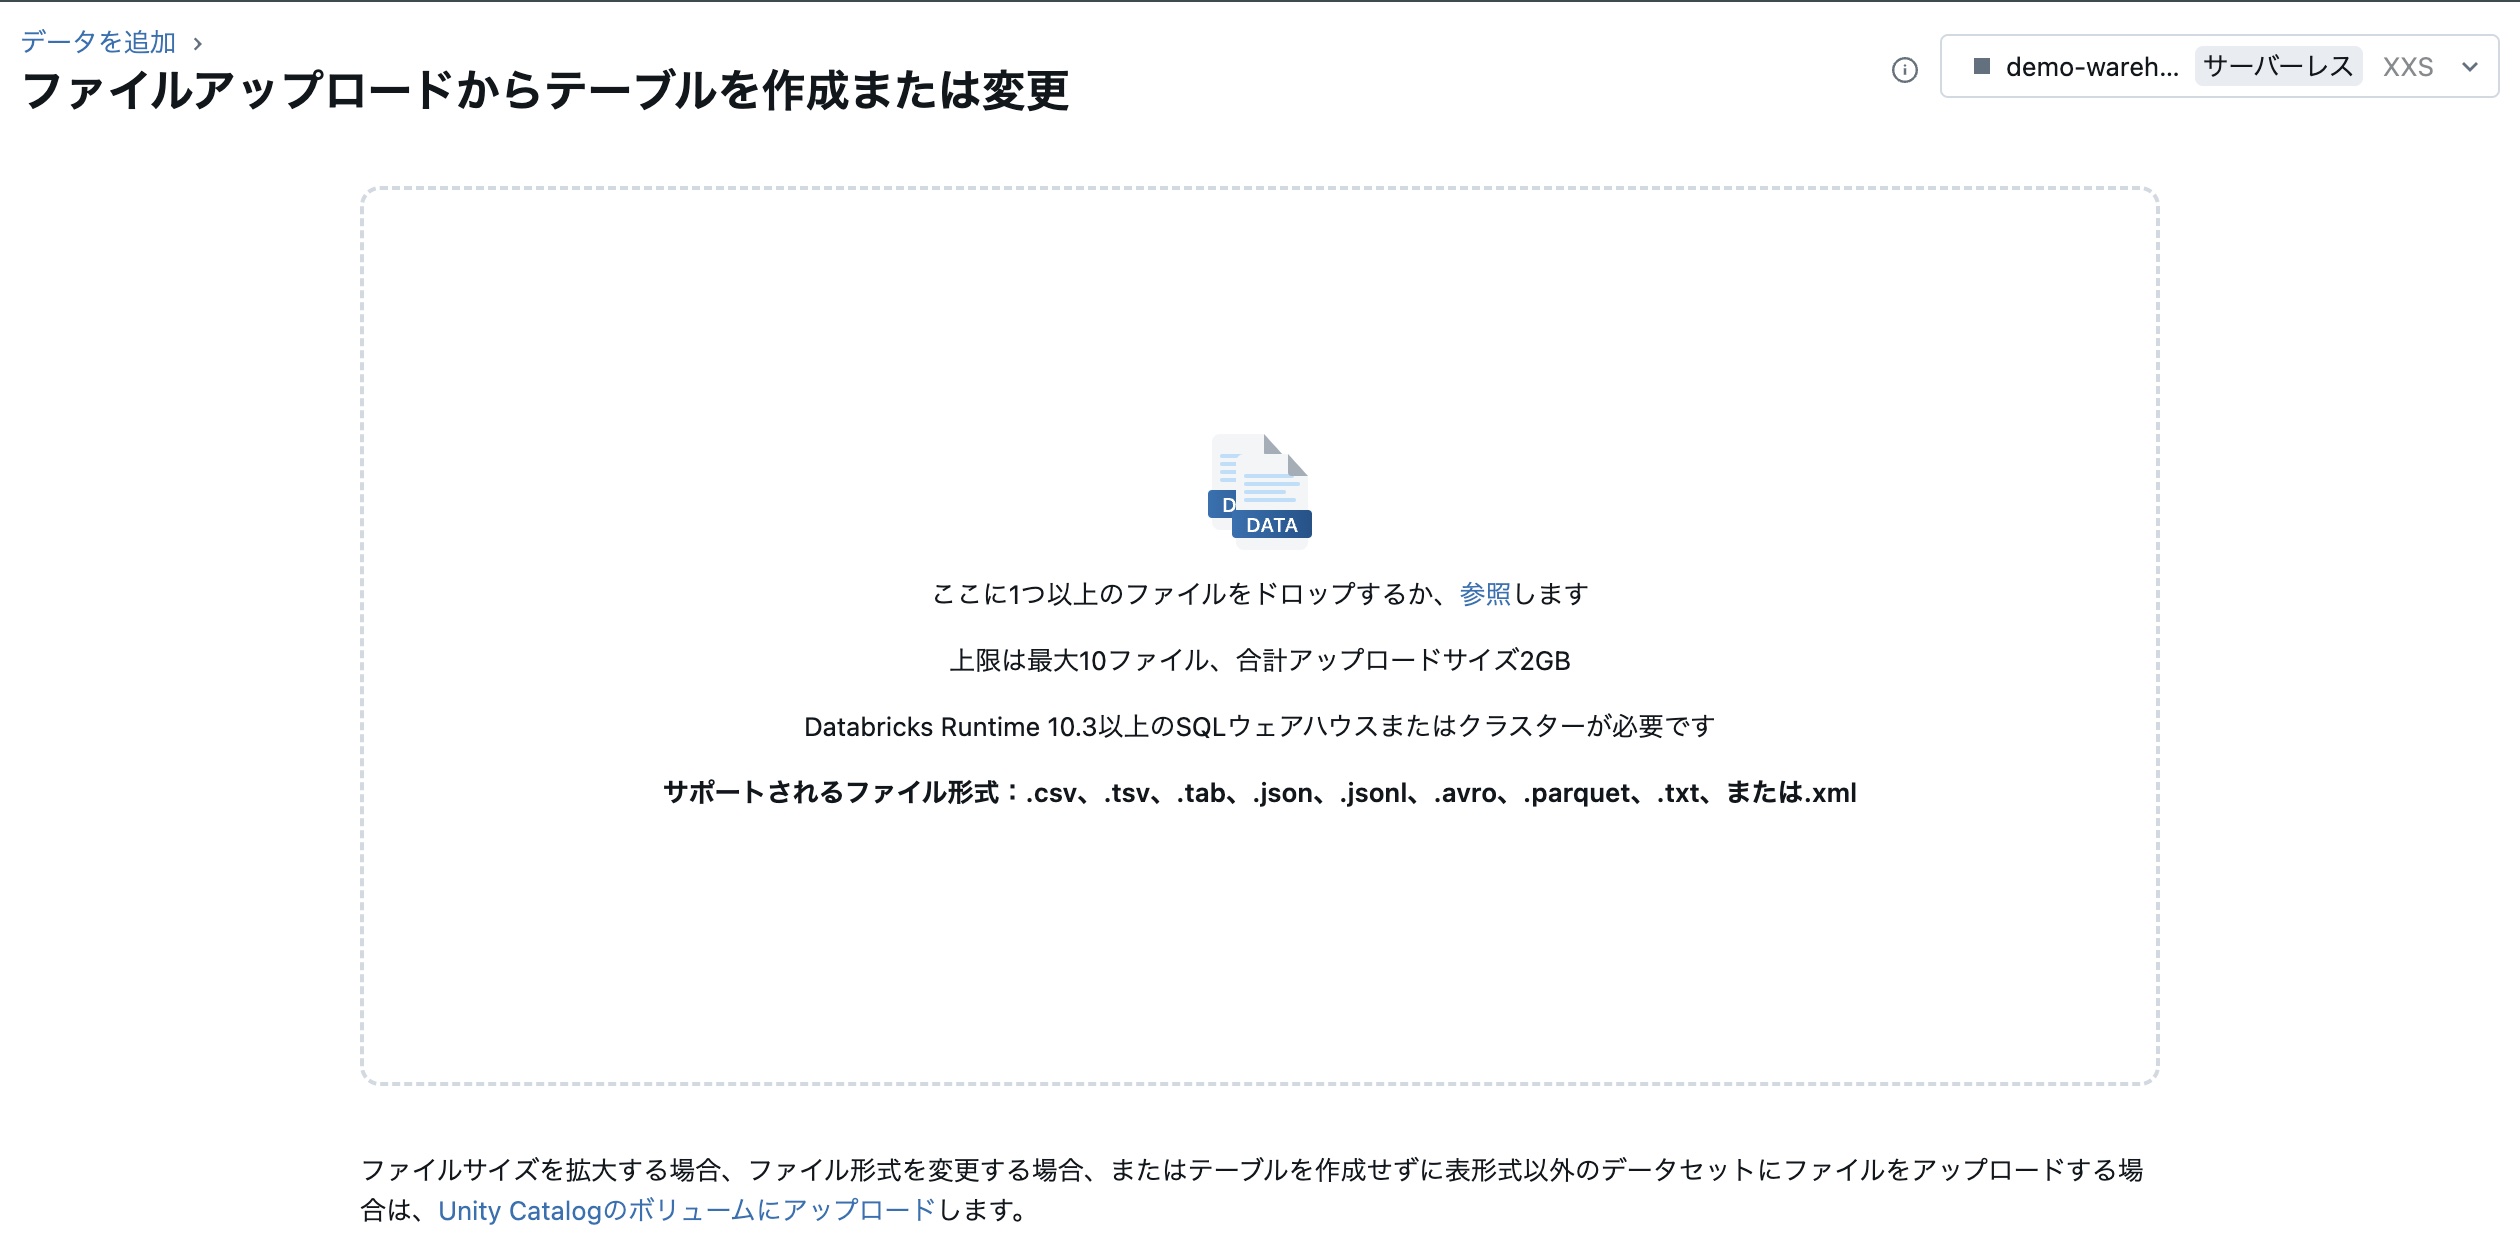 データを追加 ›
ファイルアップロードからテーブルを作成または変更
demo-wareh... サーバーレス XXS
D
DATA
ここに1つ以上のファイルをドロップするか、参照します
上限は最大10ファイル、合計アップロードサイズ2GB
Databricks Runtime 10.3以上のSQLウェアハウスまたはクラスターが必要です
サポートされるファイル形式：.csv、.tsv、.tab、.json、.jsonl、.avro、.parquet、.txt、または.xml
ファイルサイズを拡大する場合、ファイル形式を変更する場合、またはテーブルを作成せずに表形式以外のデータセットにファイルをアップロードする場
合は、Unity Catalogのボリュームにアップロードします。